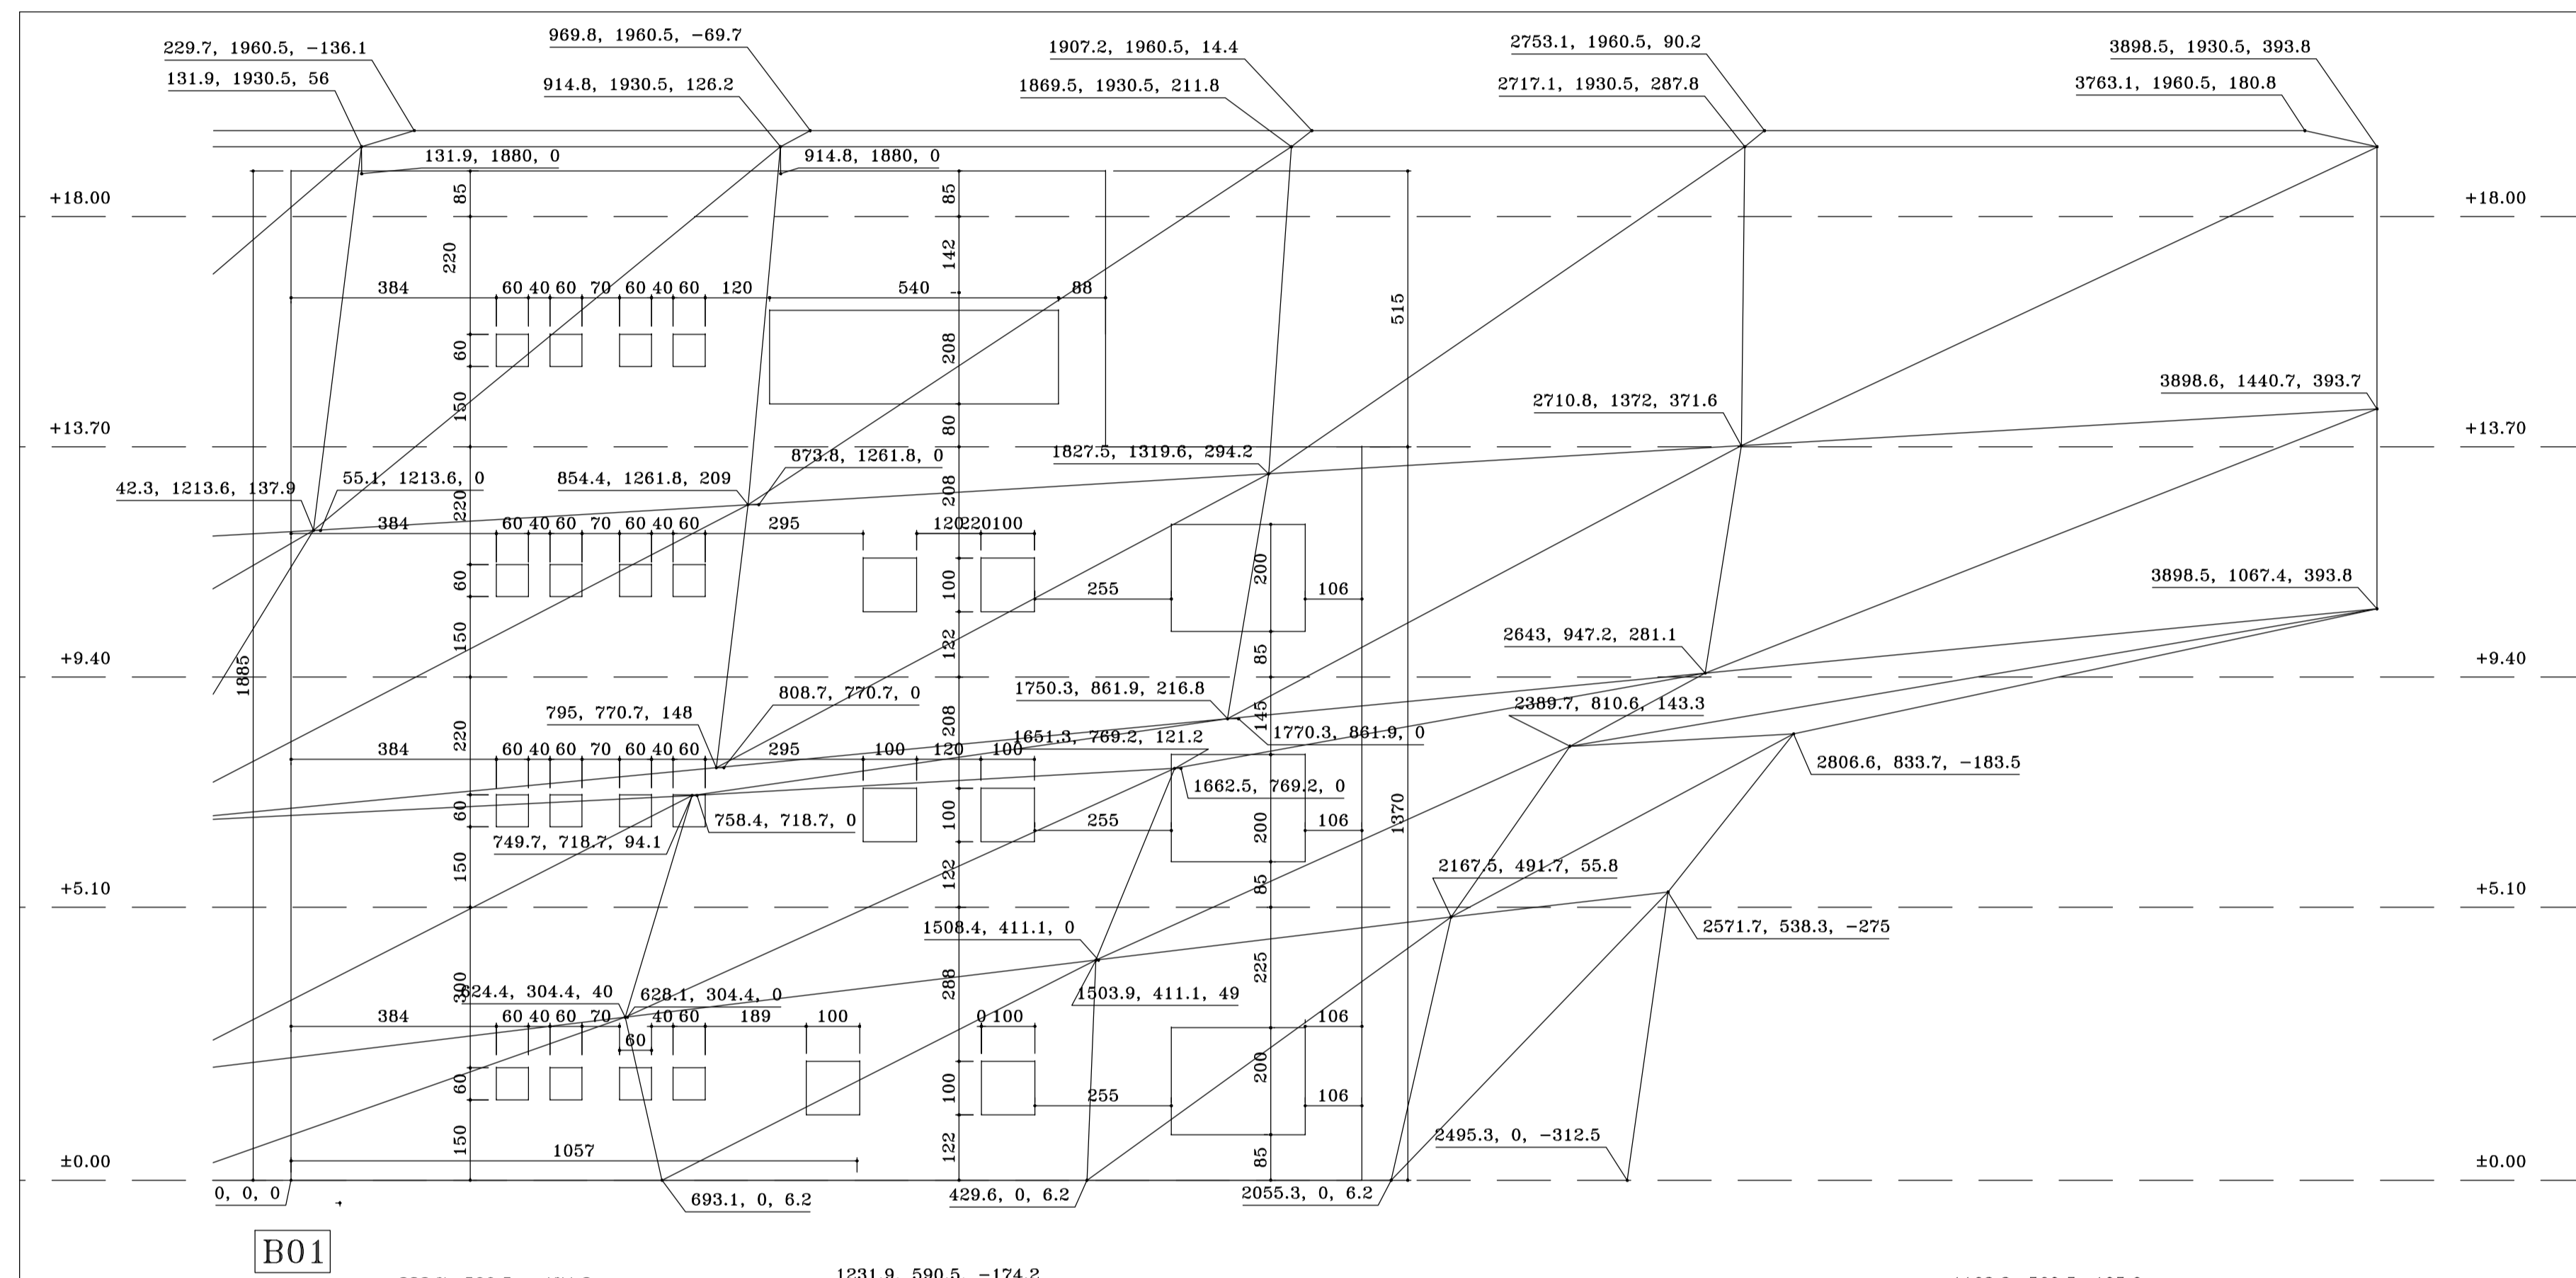 229.7, 1960.5, −136.1
131.9, 1930.5, 56
969.8, 1960.5, −69.7
914.8, 1930.5, 126.2
1907.2, 1960.5, 14.4
1869.5, 1930.5, 211.8
2753.1, 1960.5, 90.2
2717.1, 1930.5, 287.8
3898.5, 1930.5, 393.8
3763.1, 1960.5, 180.8
131.9, 1880, 0
914.8, 1880, 0
+18.00
85
85
+18.00
220
142
384
60 40 60 70 60 40 60 120 540 88
515
60
208
150
80
3898.6, 1440.7, 393.7
2710.8, 1372, 371.6
+13.70
+13.70
873.8, 1261.8, 0
1827.5, 1319.6, 294.2
42.3, 1213.6, 137.9
55.1, 1213.6, 0
854.4, 1261.8, 209
220
208
384
60 40 60 70 60 40 60 295 120 220 100
60
100
200
255
106
3898.5, 1067.4, 393.8
150
122
85
2643, 947.2, 281.1
+9.40
+9.40
1885
808.7, 770.7, 0
1750.3, 861.9, 216.8
2389.7, 810.6, 143.3
795, 770.7, 148
220
208
145
1651.3, 769.2, 121.2
1770.3, 861.9, 0
384
60 40 60 70 60 40 60 295 100 120 100
2806.6, 833.7, −183.5
1662.5, 769.2, 0
60
100
200
758.4, 718.7, 0
255
106
1370
749.7, 718.7, 94.1
150
122
85
2167.5, 491.7, 55.8
+5.10
+5.10
1508.4, 411.1, 0
2571.7, 538.3, −275
300
288
225
624.4, 304.4, 40
628.1, 304.4, 0
1503.9, 411.1, 49
384
60 40 60 70 40 60 189 100
0 100
106
60
60
100
200
255
106
150
122
85
2495.3, 0, −312.5
1057
±0.00
±0.00
0, 0, 0
693.1, 0, 6.2
429.6, 0, 6.2
2055.3, 0, 6.2
B01
1231.9, 590.5, −174.2